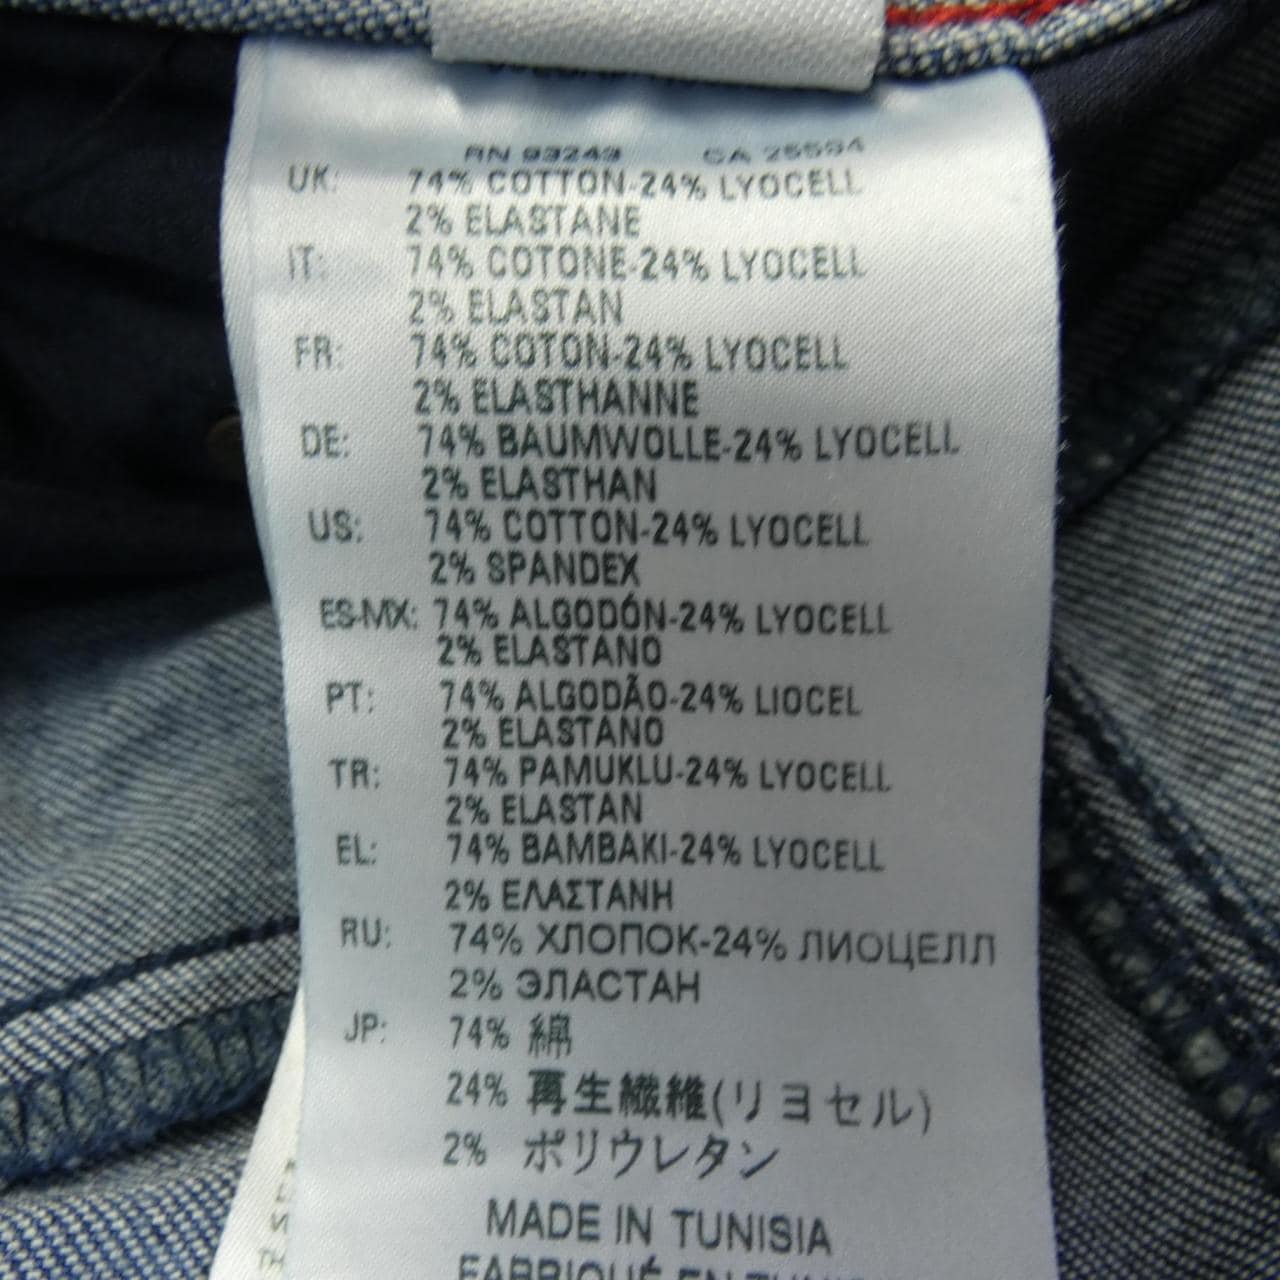 RN 93243 CA 25594
UK: 74% COTTON-24% LYOCELL
2% ELASTANE
IT: 74% COTONE-24% LYOCELL
2% ELASTAN
FR: 74% COTON-24% LYOCELL
2% ELASTHANNE
DE: 74% BAUMWOLLE-24% LYOCELL
2% ELASTHAN
US: 74% COTTON-24% LYOCELL
2% SPANDEX
ES-MX: 74% ALGODÓN-24% LYOCELL
2% ELASTANO
PT: 74% ALGODÃO-24% LIOCEL
2% ELASTANO
TR: 74% PAMUKLU-24% LYOCELL
2% ELASTAN
EL: 74% BAMBAKI-24% LYOCELL
2% ΕΛΑΣΤΑΝΗ
RU: 74% ХЛОПОК-24% ЛИОЦЕЛЛ
2% ЭЛАСТАН
JP: 74% 綿
24% 再生繊維(リヨセル)
2% ポリウレタン
MADE IN TUNISIA
FABRIQUÉ EN